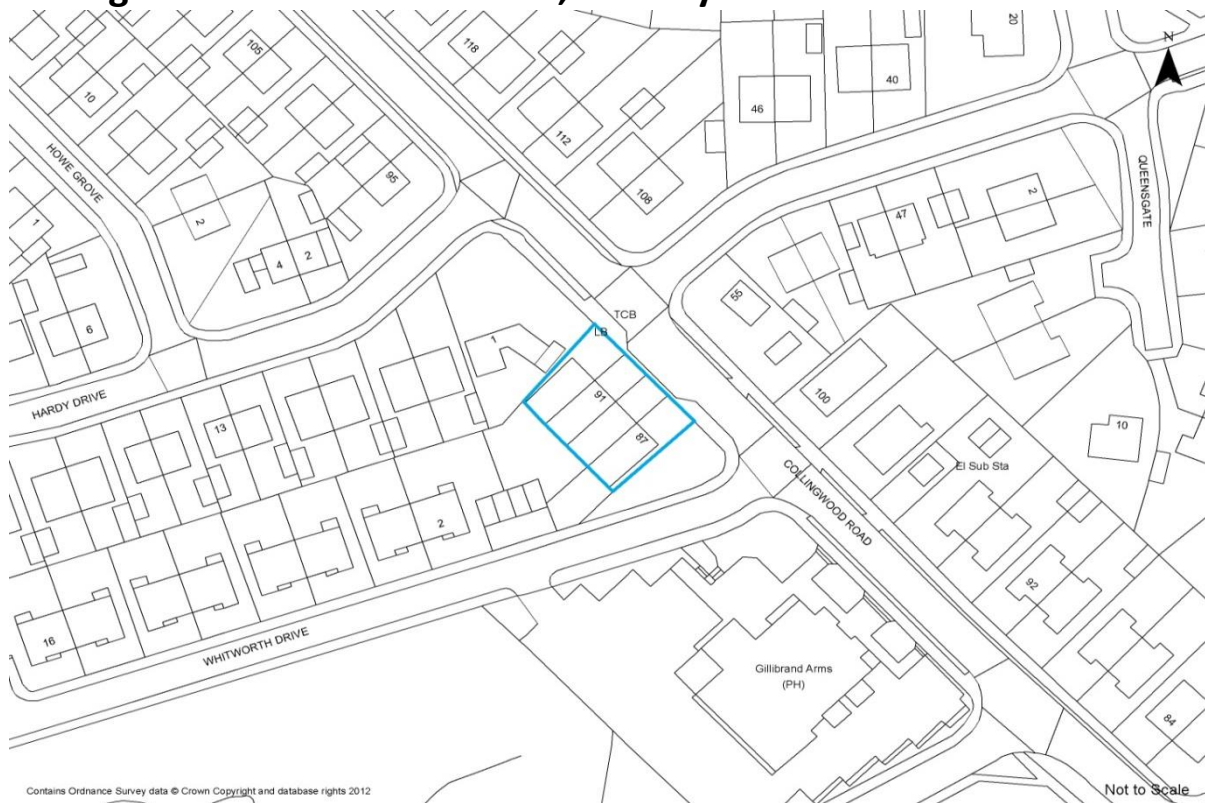 118
20
105
40
46
10
112
HOWE GROVE
95
108
QUEENSGATE
N
2
47
2
1
4
2
55
TCB
LB
6
1
100
HARDY DRIVE
91
13
87
10
El Sub Sta
COLLINGWOOD ROAD
2
92
16
WHITWORTH DRIVE
Gillibrand Arms
(PH)
84
Contains Ordnance Survey data © Crown Copyright and database rights 2012
Not to Scale